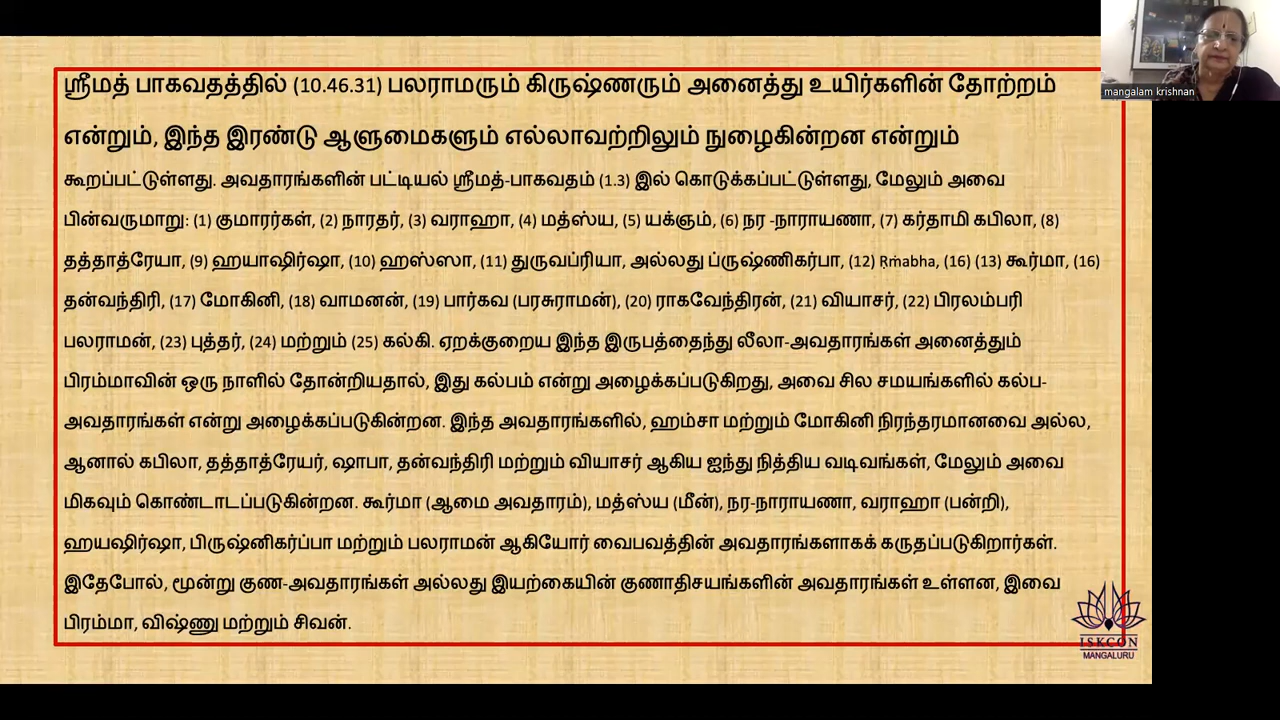 ஸ்ரீமத் பாகவதத்தில் (10.46.31) பலராமரும் கிருஷ்ணரும் அனைத்து உயிர்களின் தோற்றம்
என்றும், இந்த இரண்டு ஆளுமைகளும் எல்லாவற்றிலும் நுழைகின்றன என்றும்
கூறப்பட்டுள்ளது. அவதாரங்களின் பட்டியல் ஸ்ரீமத்-பாகவதம் (1.3) இல் கொடுக்கப்பட்டுள்ளது, மேலும் அவை
பின்வருமாறு: (1) குமாரர்கள், (2) நாரதர், (3) வராஹா, (4) மத்ஸ்ய, (5) யக்ஞம், (6) நர -நாராயணா, (7) கர்தாமி கபிலா, (8)
தத்தாத்ரேயா, (9) ஹயாஷிர்ஷா, (10) ஹஸ்ஸா, (11) துருவப்ரியா, அல்லது ப்ருஷ்ணிகர்பா, (12) Ṛṁabha, (16) (13) கூர்மா, (16)
தன்வந்திரி, (17) மோகினி, (18) வாமனன், (19) பார்கவ (பரசுராமன்), (20) ராகவேந்திரன், (21) வியாசர், (22) பிரலம்பரி
பலராமன், (23) புத்தர், (24) மற்றும் (25) கல்கி. ஏறக்குறைய இந்த இருபத்தைந்து லீலா-அவதாரங்கள் அனைத்தும்
பிரம்மாவின் ஒரு நாளில் தோன்றியதால், இது கல்பம் என்று அழைக்கப்படுகிறது, அவை சில சமயங்களில் கல்ப-
அவதாரங்கள் என்று அழைக்கப்படுகின்றன. இந்த அவதாரங்களில், ஹம்சா மற்றும் மோகினி நிரந்தரமானவை அல்ல,
ஆனால் கபிலா, தத்தாத்ரேயர், ஷாபா, தன்வந்திரி மற்றும் வியாசர் ஆகிய ஐந்து நித்திய வடிவங்கள், மேலும் அவை
மிகவும் கொண்டாடப்படுகின்றன. கூர்மா (ஆமை அவதாரம்), மத்ஸ்ய (மீன்), நர-நாராயணா, வராஹா (பன்றி),
ஹயஷிர்ஷா, பிருஷ்னிகர்ப்பா மற்றும் பலராமன் ஆகியோர் வைபவத்தின் அவதாரங்களாகக் கருதப்படுகிறார்கள்.
இதேபோல், மூன்று குண-அவதாரங்கள் அல்லது இயற்கையின் குணாதிசயங்களின் அவதாரங்கள் உள்ளன, இவை
பிரம்மா, விஷ்ணு மற்றும் சிவன்.
mangalam krishnan
ISKCON
MANGALURU